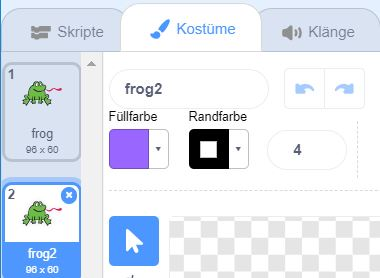 Skripte
Kostüme
Klänge
1
frog
96 x 60
2
frog2
96 x 60
frog2
Füllfarbe
Randfarbe
4